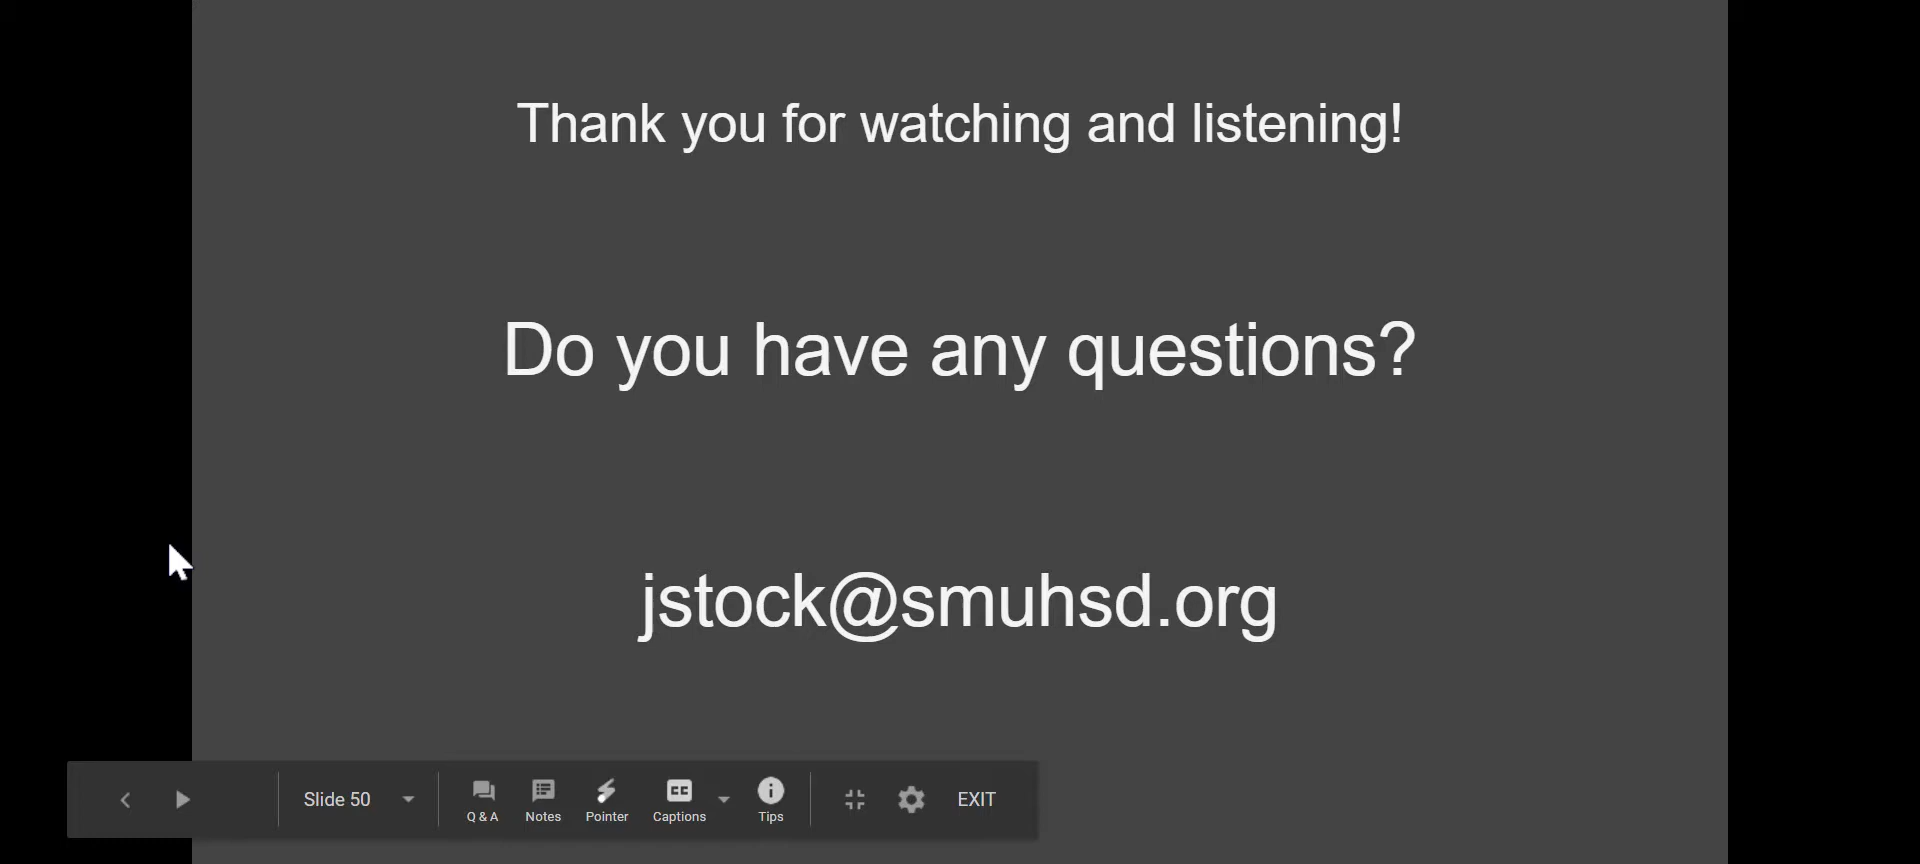 Thank you for watching and listening!
Do you have any questions?
jstock@smuhsd.org
Slide 50
Q & A
Notes
Pointer
CC
Captions
Tips
EXIT